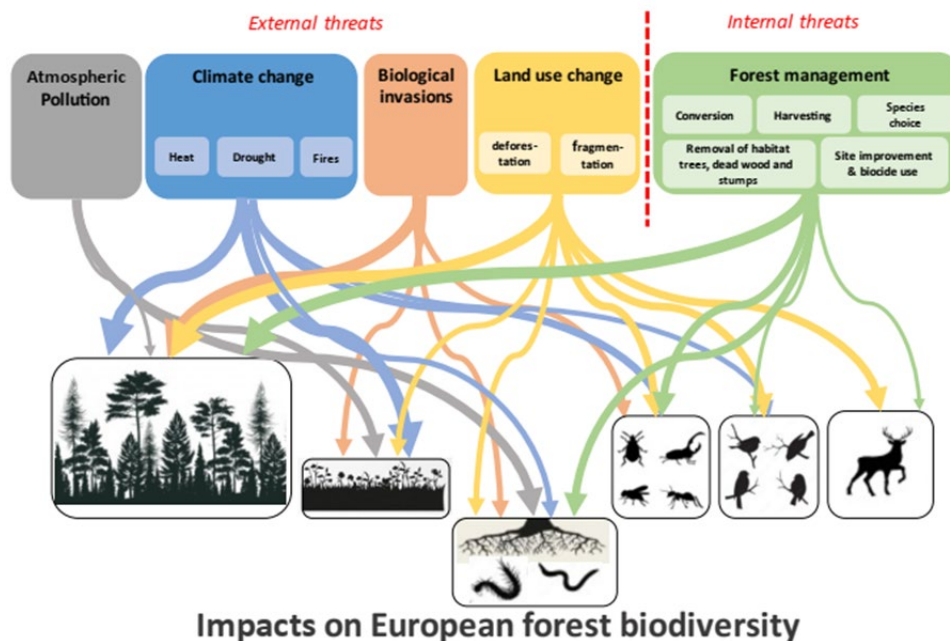 External threats
Internal threats
Atmospheric
Pollution
Climate change
Heat
Drought
Fires
Biological
invasions
Land use change
defores-
tation
fragmen-
tation
Forest management
Conversion
Harvesting
Species
choice
Removal of habitat
trees, dead wood and
stumps
Site improvement
& biocide use
Impacts on European forest biodiversity